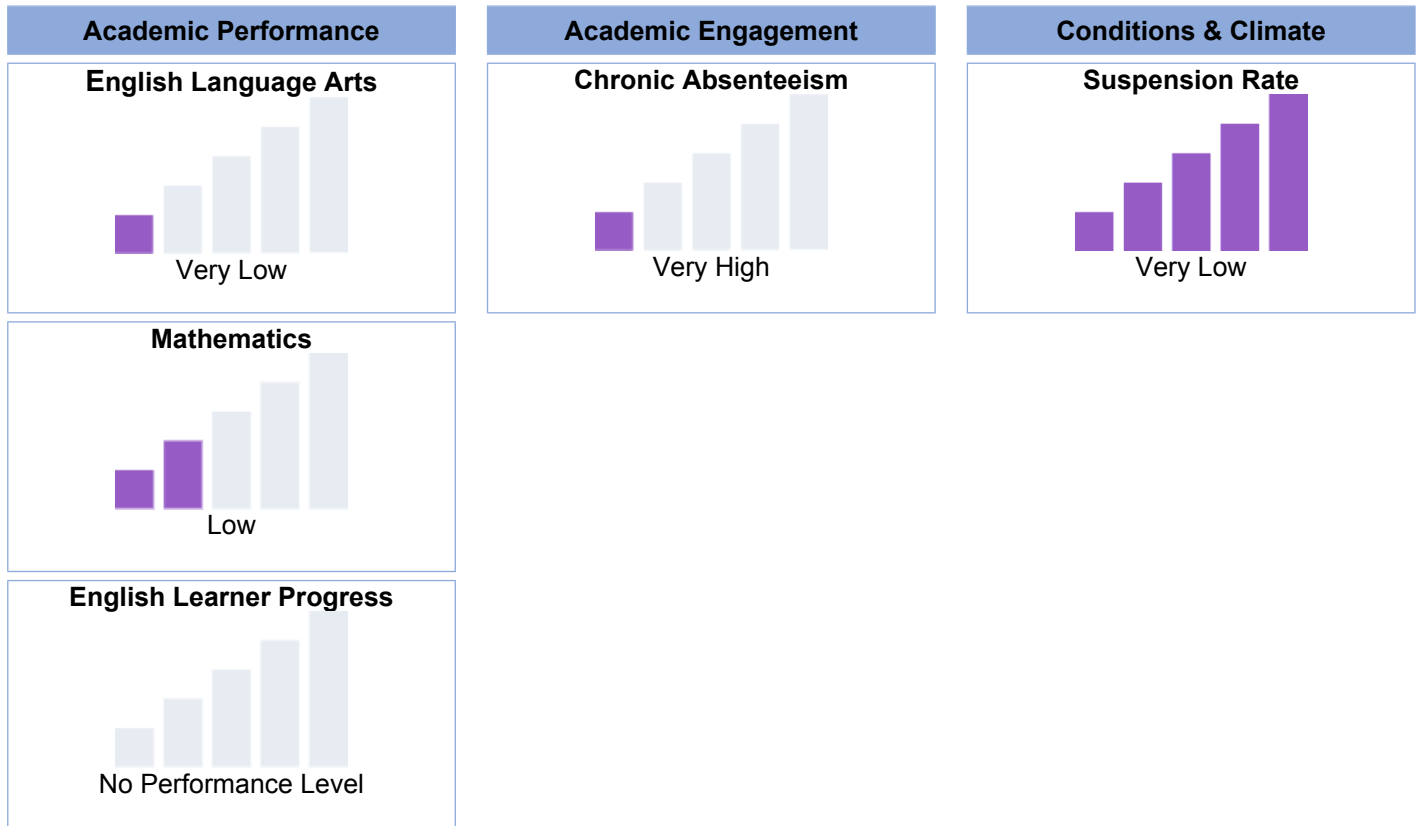 Academic Performance
Academic Engagement
Conditions & Climate
English Language Arts
Very Low
Chronic Absenteeism
Very High
Suspension Rate
Very Low
Mathematics
Low
English Learner Progress
No Performance Level